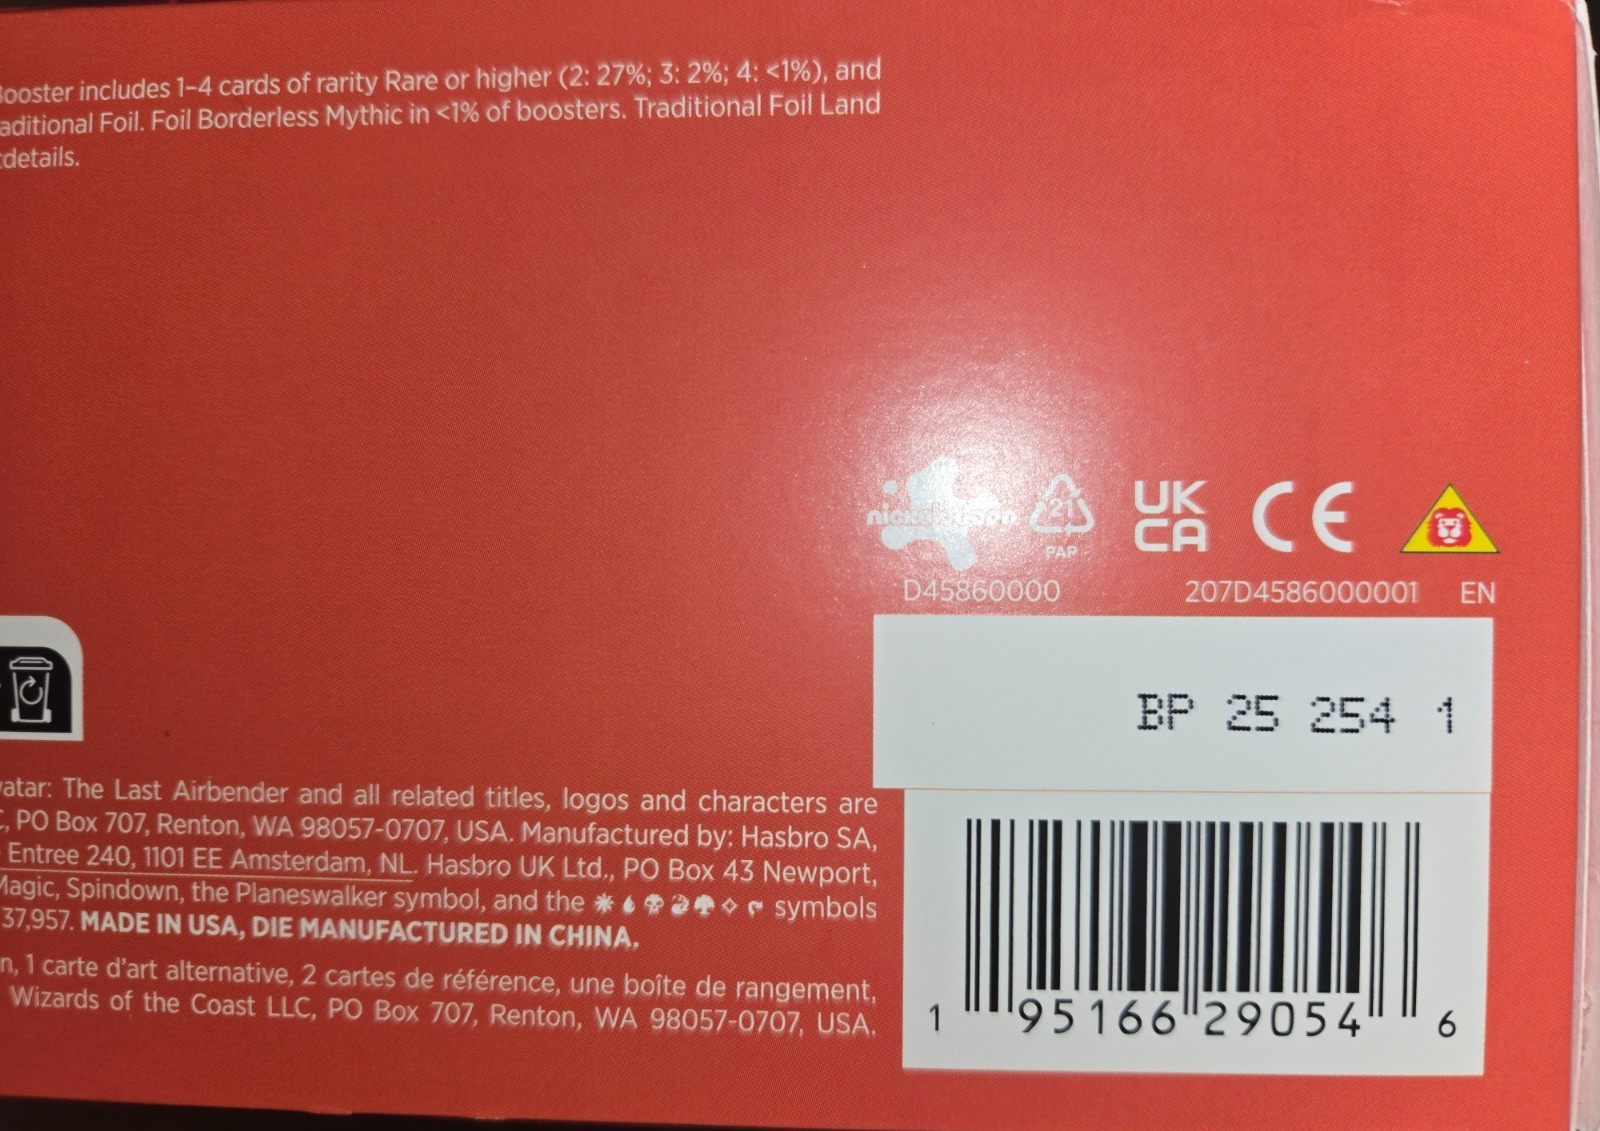 ooster includes 1–4 cards of rarity Rare or higher (2: 27%; 3: 2%; 4: <1%), and
aditional Foil. Foil Borderless Mythic in <1% of boosters. Traditional Foil Land
details.
nickelodeon
21
PAP
UK
CA
CE
D45860000
207D4586000001
EN
BP 25 254 1
atar: The Last Airbender and all related titles, logos and characters are
C, PO Box 707, Renton, WA 98057-0707, USA. Manufactured by: Hasbro SA,
Entree 240, 1101 EE Amsterdam, NL. Hasbro UK Ltd., PO Box 43 Newport,
Magic, Spindown, the Planeswalker symbol, and the symbols
37,957. MADE IN USA, DIE MANUFACTURED IN CHINA.
n, 1 carte d'art alternative, 2 cartes de référence, une boîte de rangement,
Wizards of the Coast LLC, PO Box 707, Renton, WA 98057-0707, USA.
1 95166 29054 6